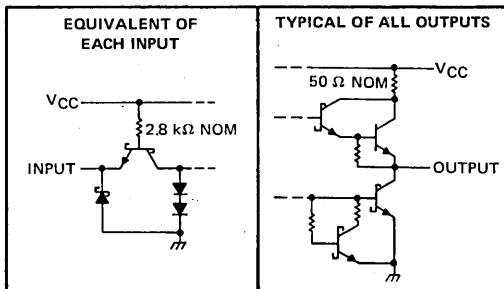 EQUIVALENT OF
EACH INPUT
VCC
2.8 kΩ NOM
INPUT
TYPICAL OF ALL OUTPUTS
VCC
50 Ω NOM
OUTPUT